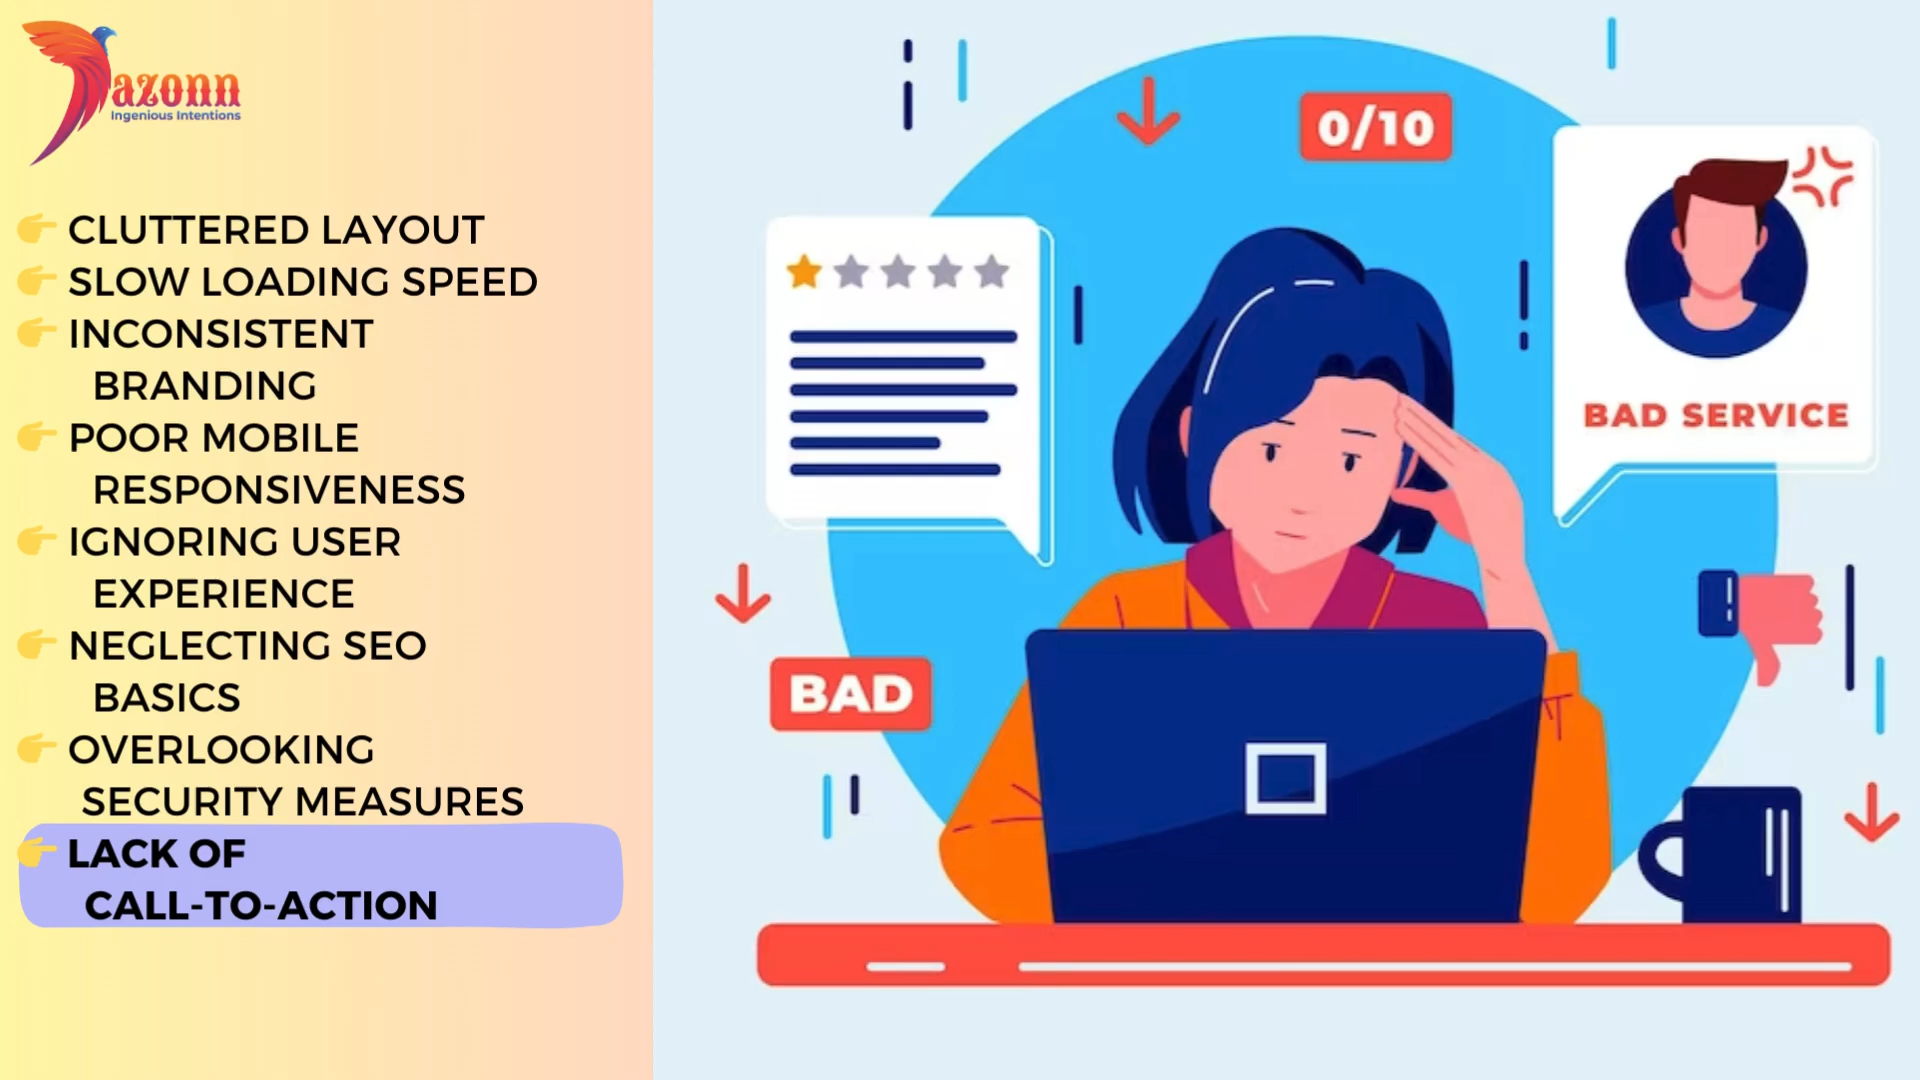 azonn
Ingenious Intentions
👉 CLUTTERED LAYOUT
👉 SLOW LOADING SPEED
👉 INCONSISTENT
BRANDING
👉 POOR MOBILE
RESPONSIVENESS
👉 IGNORING USER
EXPERIENCE
👉 NEGLECTING SEO
BASICS
👉 OVERLOOKING
SECURITY MEASURES
👉 LACK OF
CALL-TO-ACTION
0/10
BAD SERVICE
BAD